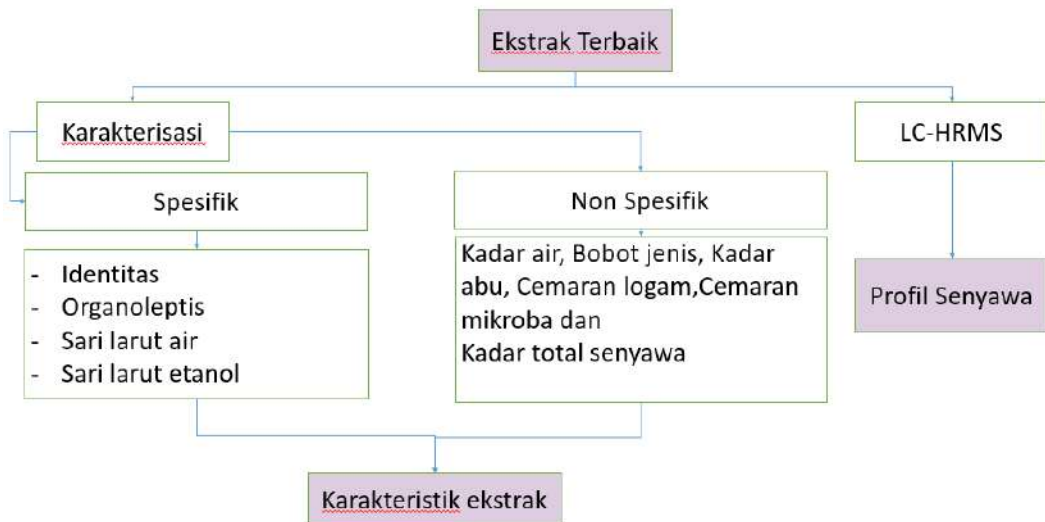 Ekstrak Terbaik
Karakterisasi
LC-HRMS
Spesifik
Non Spesifik
- Identitas
- Organoleptis
- Sari larut air
- Sari larut etanol
Kadar air, Bobot jenis, Kadar
abu, Cemaran logam,Cemaran
mikroba dan
Kadar total senyawa
Profil Senyawa
Karakteristik ekstrak